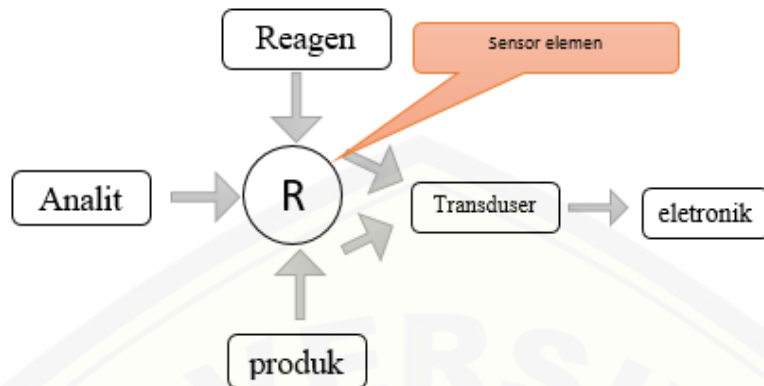 Reagen
Sensor elemen
Analit
R
Transduser
eletronik
produk